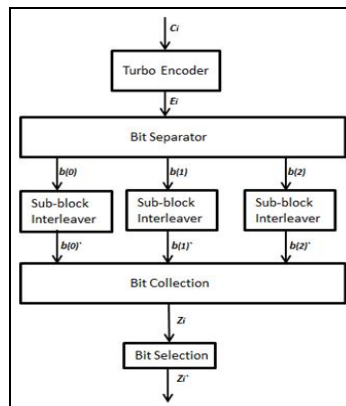 Ci
Turbo Encoder
Ei
Bit Separator
b(0) b(1) b(2)
Sub-block Interleaver
Sub-block Interleaver
Sub-block Interleaver
b(0)` b(1)` b(2)`
Bit Collection
Zi
Bit Selection
Zi`